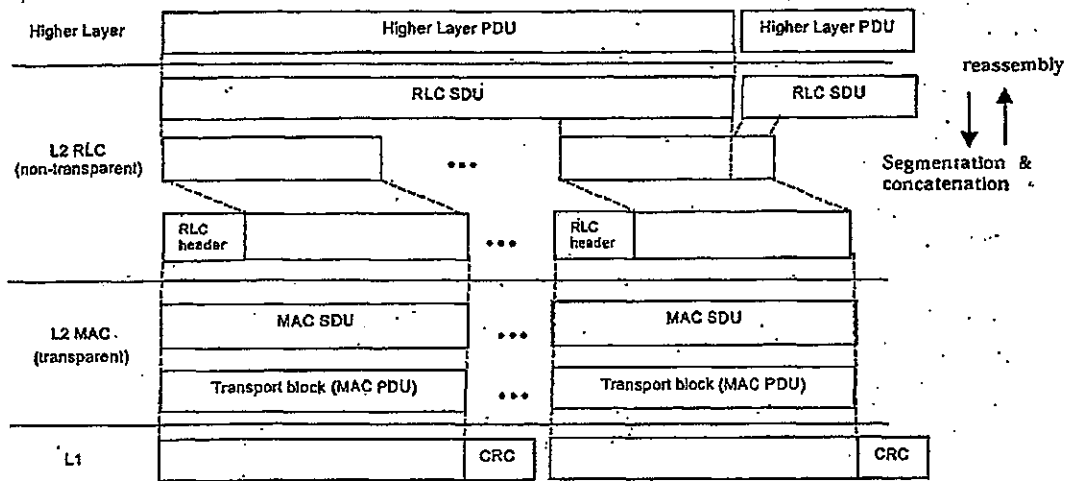 Higher Layer
Higher Layer PDU
Higher Layer PDU
reassembly
RLC SDU
RLC SDU
L2 RLC
(non-transparent)
Segmentation &
concatenation
RLC
header
RLC
header
L2 MAC
(transparent)
MAC SDU
MAC SDU
Transport block (MAC PDU)
Transport block (MAC PDU)
L1
CRC
CRC